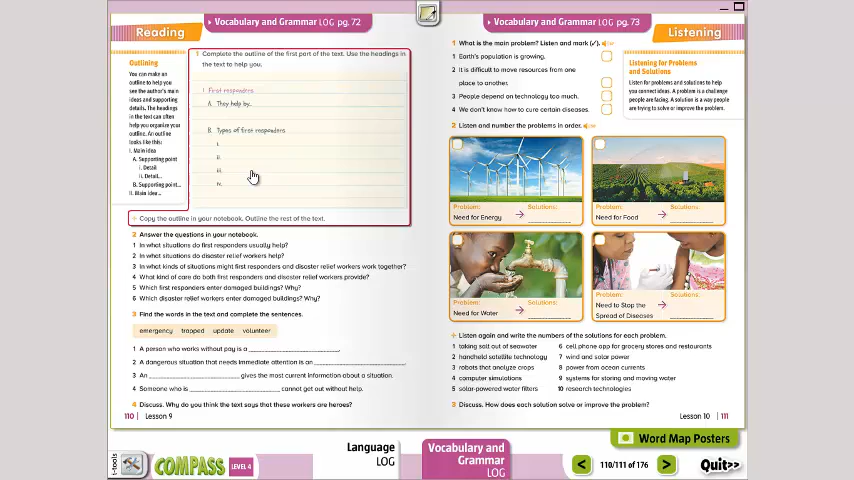 Vocabulary and Grammar LOG pg. 72
Reading
Outlining
You can make an
outline to help you
see the author's main
ideas and supporting
details. The headings
in the text can often
help you organize your
outline. An outline
looks like this:
I. Main idea
A. Supporting point
i. Detail
ii. Detail...
B. Supporting point...
II. Main idea...
1 Complete the outline of the first part of the text. Use the headings in
the text to help you.
I First responders
A. They help by...
B. Types of first responders
i.
ii.
iii.
iv.
+ Copy the outline in your notebook. Outline the rest of the text.
2 Answer the questions in your notebook.
1 In what situations do first responders usually help?
2 In what situations do disaster relief workers help?
3 In what kinds of situations might first responders and disaster relief workers work together?
4 What kind of care do both first responders and disaster relief workers provide?
5 Which first responders enter damaged buildings? Why?
6 Which disaster relief workers enter damaged buildings? Why?
3 Find the words in the text and complete the sentences.
emergency trapped update volunteer
1 A person who works without pay is a
2 A dangerous situation that needs immediate attention is an
3 An gives the most current information about a situation.
4 Someone who is cannot get out without help.
4 Discuss. Why do you think the text says that these workers are heroes?
110 Lesson 9
Vocabulary and Grammar LOG pg. 73
Listening
1 What is the main problem? Listen and mark (✓).
1 Earth's population is growing.
2 It is difficult to move resources from one
place to another.
3 People depend on technology too much.
4 We don't know how to cure certain diseases.
Listening for Problems
and Solutions
Listen for problems and solutions to help
you connect ideas. A problem is a challenge
people are facing. A solution is a way people
are trying to improve it.
2 Listen and number the problems in order.
Problem:
Need for Energy
Solutions:
Problem:
Need for Food
Solutions:
Problem:
Need for Water
Solutions:
Problem:
Need to Stop the
Spread of Diseases
Solutions:
+ Listen again and write the numbers of the solutions for each problem.
1 taking salt out of seawater
2 handheld satellite technology
3 robots that analyze crops
4 computer simulations
5 solar-powered water filters
6 cell phone app for grocery stores and restaurants
7 wind and solar power
8 power from ocean currents
9 systems for storing and moving water
10 research technologies
3 Discuss. How does each solution solve or improve the problem?
Lesson 10 111
t-tools
COMPASS LEVEL 4
Language
LOG
Vocabulary and
Grammar
LOG
Word Map Posters
< 110/111 of 176 >
Quit>>